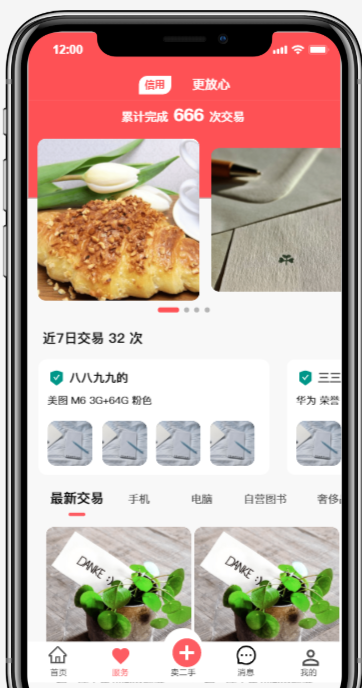 12:00
信用 更放心
累计完成 666 次交易
近7日交易 32 次
八八九九的 三三
美图 M6 3G+64G 粉色 华为 荣誉
最新交易 手机 电脑 自营图书 奢侈
DANKE :) DANKE :)
首页 服务 卖二手 消息 我的